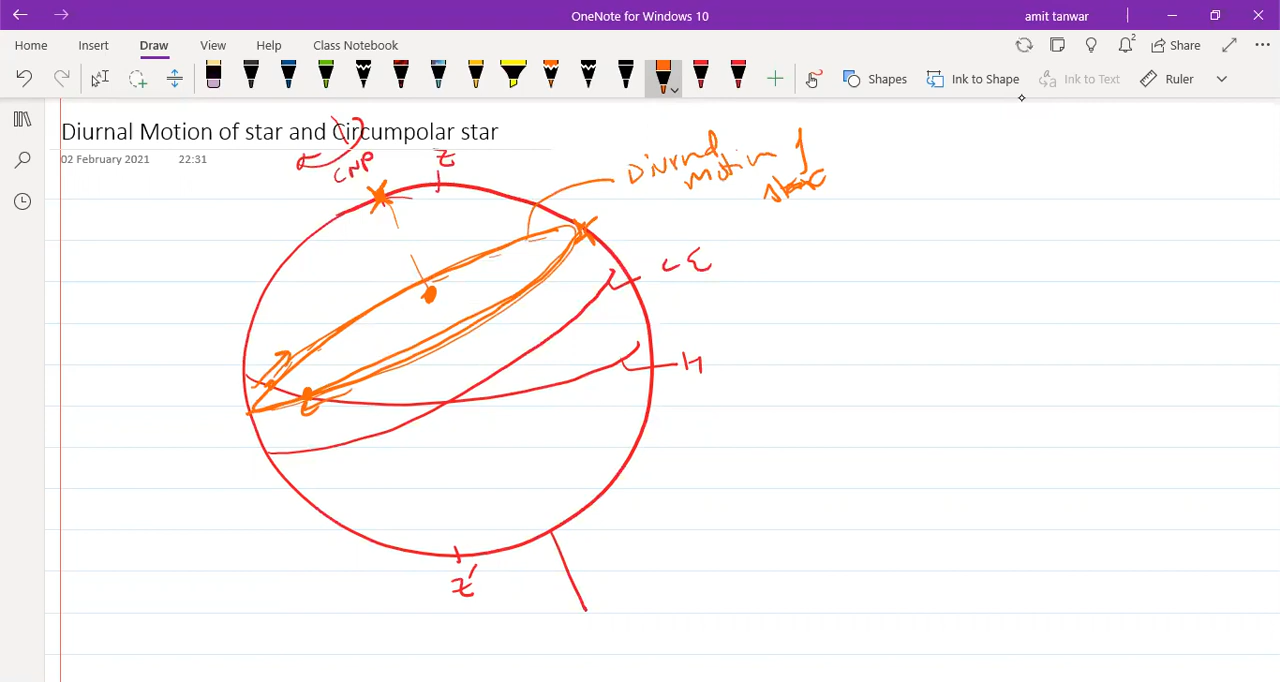 OneNote for Windows 10
amit tanwar
Home Insert Draw View Help Class Notebook
Share
Shapes Ink to Shape Ink to Text Ruler
Diurnal Motion of star and Circumpolar star
02 February 2021 22:31
CNP
Z
Diurnal
motion of
star
CE
H
Z'